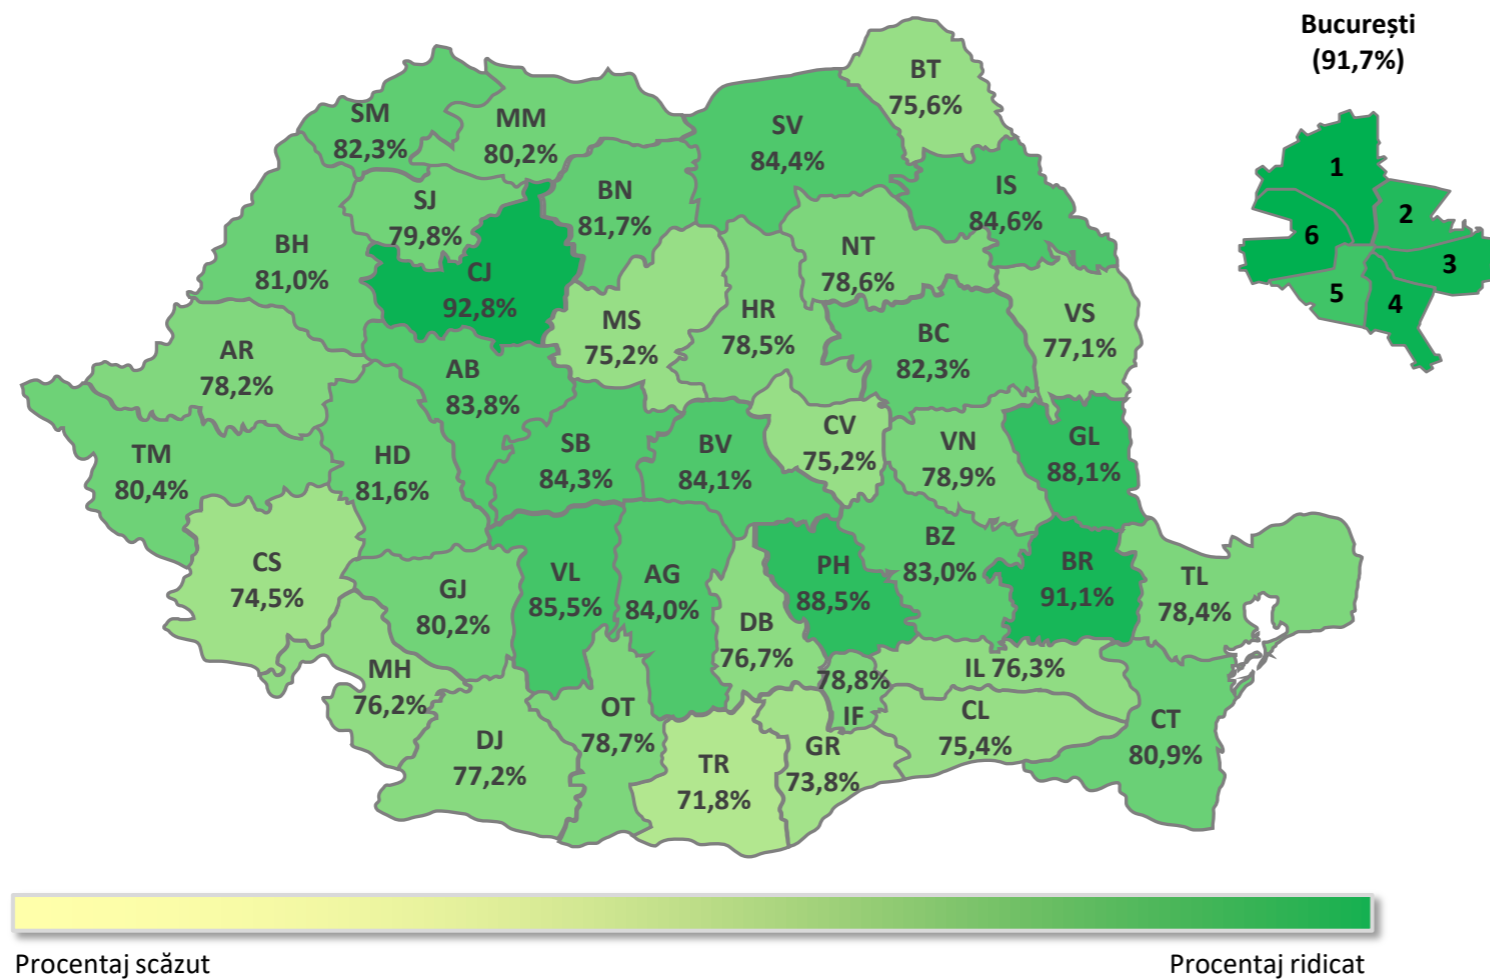 București
(91,7%)
1
2
6
3
5
4
BT
75,6%
SM
82,3%
MM
80,2%
SV
84,4%
IS
84,6%
SJ
79,8%
BN
81,7%
BH
81,0%
CJ
92,8%
NT
78,6%
MS
75,2%
HR
78,5%
VS
77,1%
BC
82,3%
AR
78,2%
AB
83,8%
CV
75,2%
VN
78,9%
GL
88,1%
TM
80,4%
HD
81,6%
SB
84,3%
BV
84,1%
CS
74,5%
GJ
80,2%
VL
85,5%
AG
84,0%
PH
88,5%
BZ
83,0%
BR
91,1%
TL
78,4%
DB
76,7%
MH
76,2%
78,8%
IF
IL 76,3%
OT
78,7%
CL
75,4%
CT
80,9%
DJ
77,2%
TR
71,8%
GR
73,8%
Procentaj scăzut
Procentaj ridicat